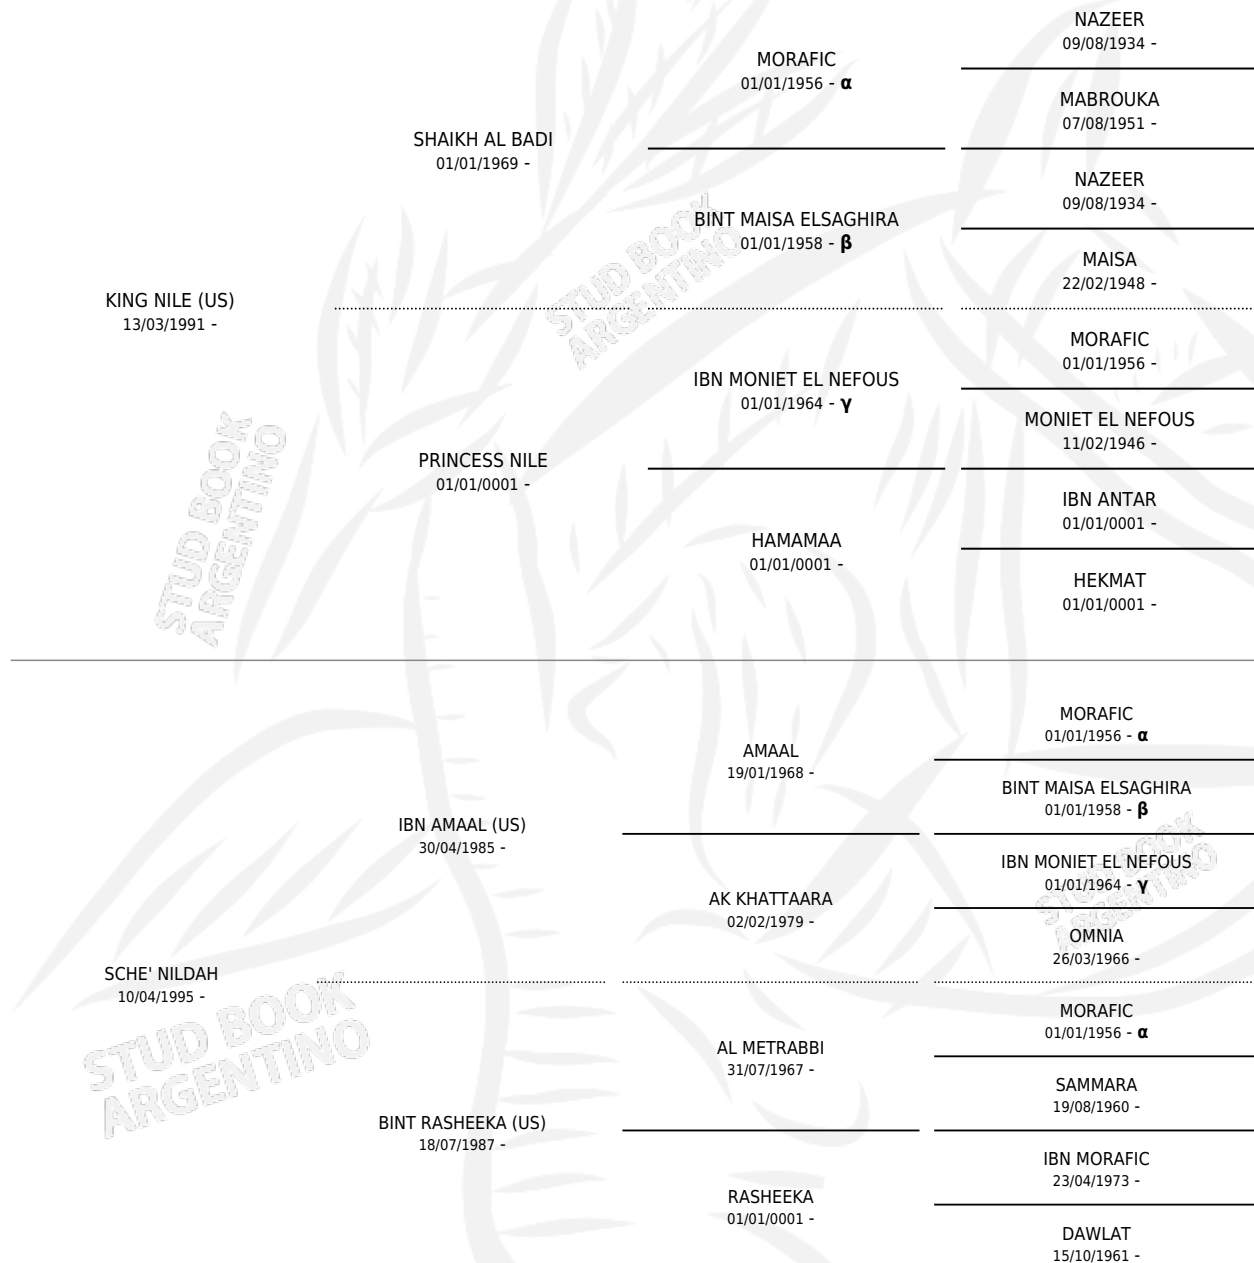 NAZEER
09/08/1934 -
MORAFIC
01/01/1956 - α
MABROUKA
07/08/1951 -
SHAIKH AL BADI
01/01/1969 -
NAZEER
09/08/1934 -
BINT MAISA ELSAGHIRA
01/01/1958 - β
MAISA
22/02/1948 -
KING NILE (US)
13/03/1991 -
MORAFIC
01/01/1956 -
IBN MONIET EL NEFOUS
01/01/1964 - γ
MONIET EL NEFOUS
11/02/1946 -
PRINCESS NILE
01/01/0001 -
IBN ANTAR
01/01/0001 -
HAMAMAA
01/01/0001 -
HEKMAT
01/01/0001 -
MORAFIC
01/01/1956 - α
AMAAL
19/01/1968 -
BINT MAISA ELSAGHIRA
01/01/1958 - β
IBN AMAAL (US)
30/04/1985 -
IBN MONIET EL NEFOUS
01/01/1964 - γ
AK KHATTAARA
02/02/1979 -
OMNIA
26/03/1966 -
SCHE' NILDAH
10/04/1995 -
MORAFIC
01/01/1956 - α
AL METRABBI
31/07/1967 -
SAMMARA
19/08/1960 -
BINT RASHEEKA (US)
18/07/1987 -
IBN MORAFIC
23/04/1973 -
RASHEEKA
01/01/0001 -
DAWLAT
15/10/1961 -
STUD BOOK
ARGENTINO
STUD BOOK
ARGENTINO
STUD BOOK
ARGENTINO
STUD BOOK
ARGENTINO